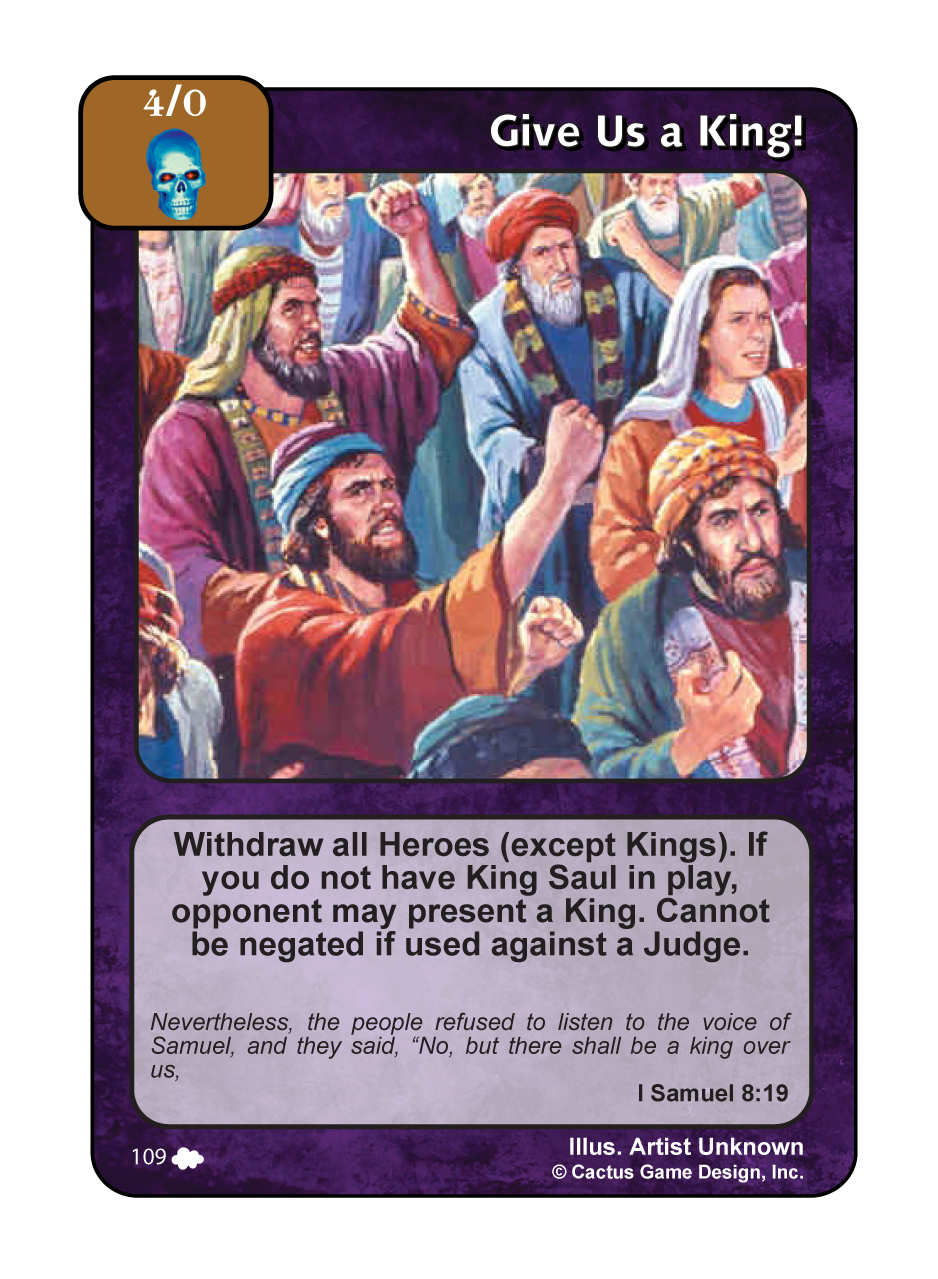 4/0
Give Us a King!
Withdraw all Heroes (except Kings). If
you do not have King Saul in play,
opponent may present a King. Cannot
be negated if used against a Judge.
Nevertheless, the people refused to listen to the voice of
Samuel, and they said, “No, but there shall be a king over
us,
I Samuel 8:19
109
Illus. Artist Unknown
© Cactus Game Design, Inc.